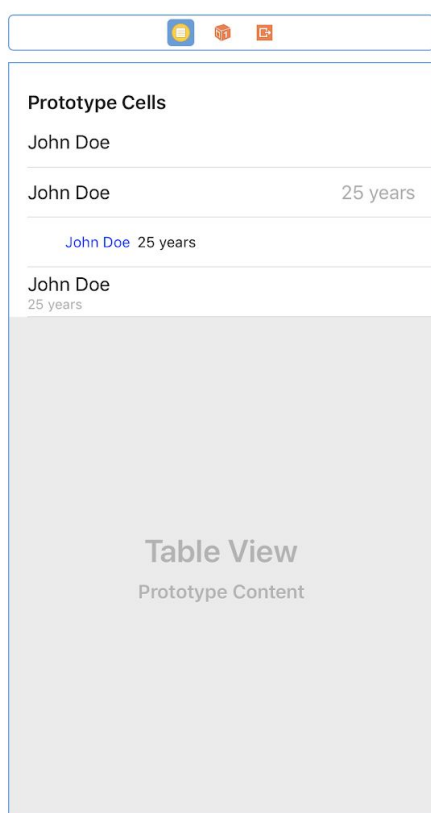 Prototype Cells
John Doe
John Doe 25 years
John Doe 25 years
John Doe
25 years
Table View
Prototype Content